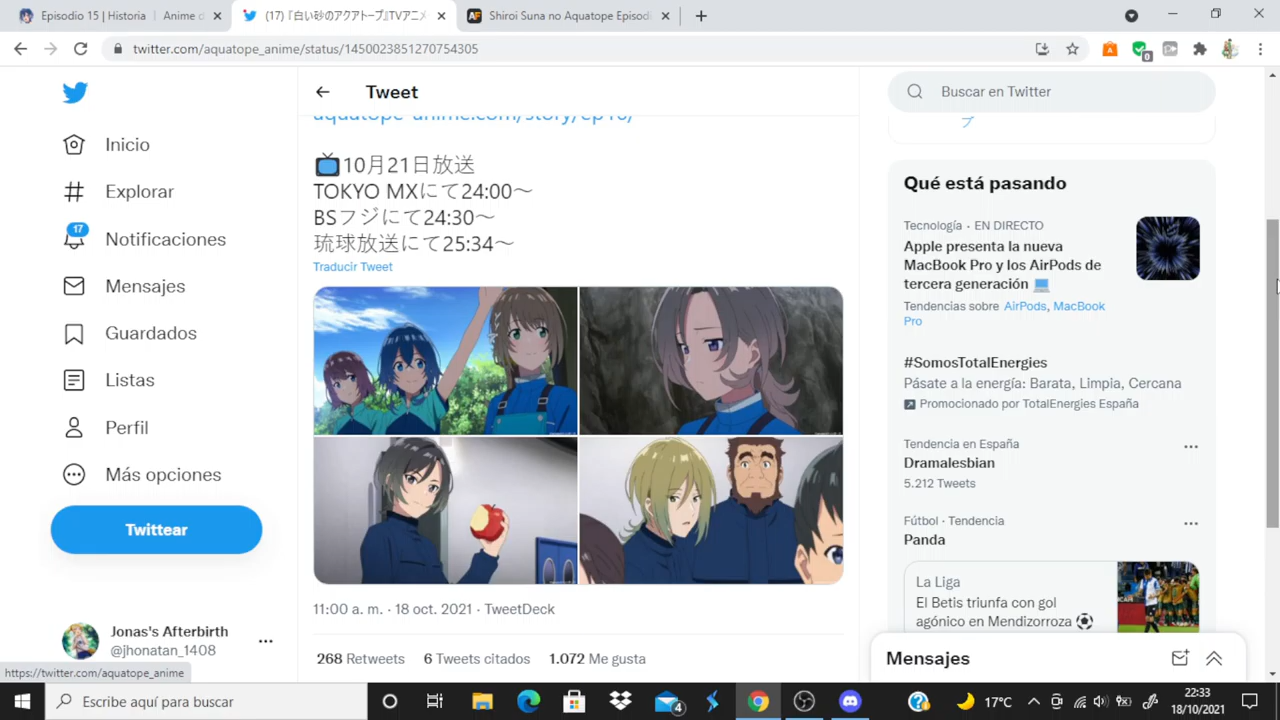 Episodio 15 | Historia | Anime d
(17) 『白い砂のアクアトープ』TVアニメ
Shiroi Suna no Aquatope Episodi
twitter.com/aquatope_anime/status/1450023851270754305
Inicio
Explorar
17
Notificaciones
Mensajes
Guardados
Listas
Perfil
Más opciones
Twittear
Jonas's Afterbirth
@jhonatan_1408
https://twitter.com/aquatope_anime
Tweet
aquatope-anime.com/story/ep16/
📺10月21日放送
TOKYO MXにて24:00～
BSフジにて24:30～
琉球放送にて25:34～
Traducir Tweet
11:00 a. m. · 18 oct. 2021 · TweetDeck
268 Retweets 6 Tweets citados 1.072 Me gusta
Buscar en Twitter
プ
Qué está pasando
Tecnología · EN DIRECTO
Apple presenta la nueva
MacBook Pro y los AirPods de
tercera generación 💻
Tendencias sobre AirPods, MacBook
Pro
#SomosTotalEnergies
Pásate a la energía: Barata, Limpia, Cercana
Promocionado por TotalEnergies España
Tendencia en España
Dramalesbian
5.212 Tweets
Fútbol · Tendencia
Panda
La Liga
El Betis triunfa con gol
agónico en Mendizorroza ⚽
Mensajes
Escribe aquí para buscar
4
17°C
22:33
18/10/2021